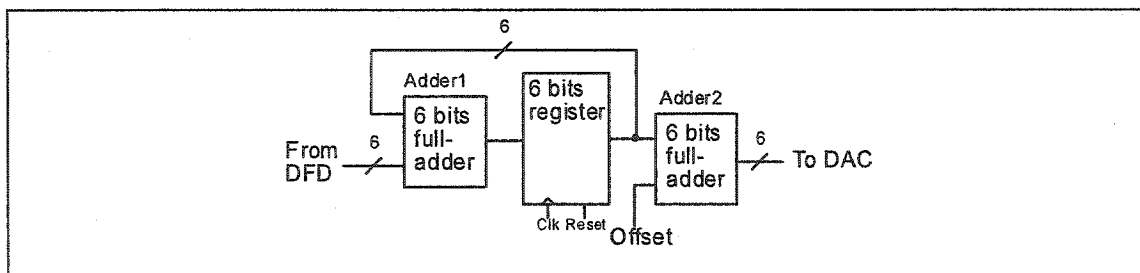 6
Adder1
6 bits
full-
adder
From
DFD
6
6 bits
register
Clk Reset
Adder2
6 bits
full-
adder
6
To DAC
Offset